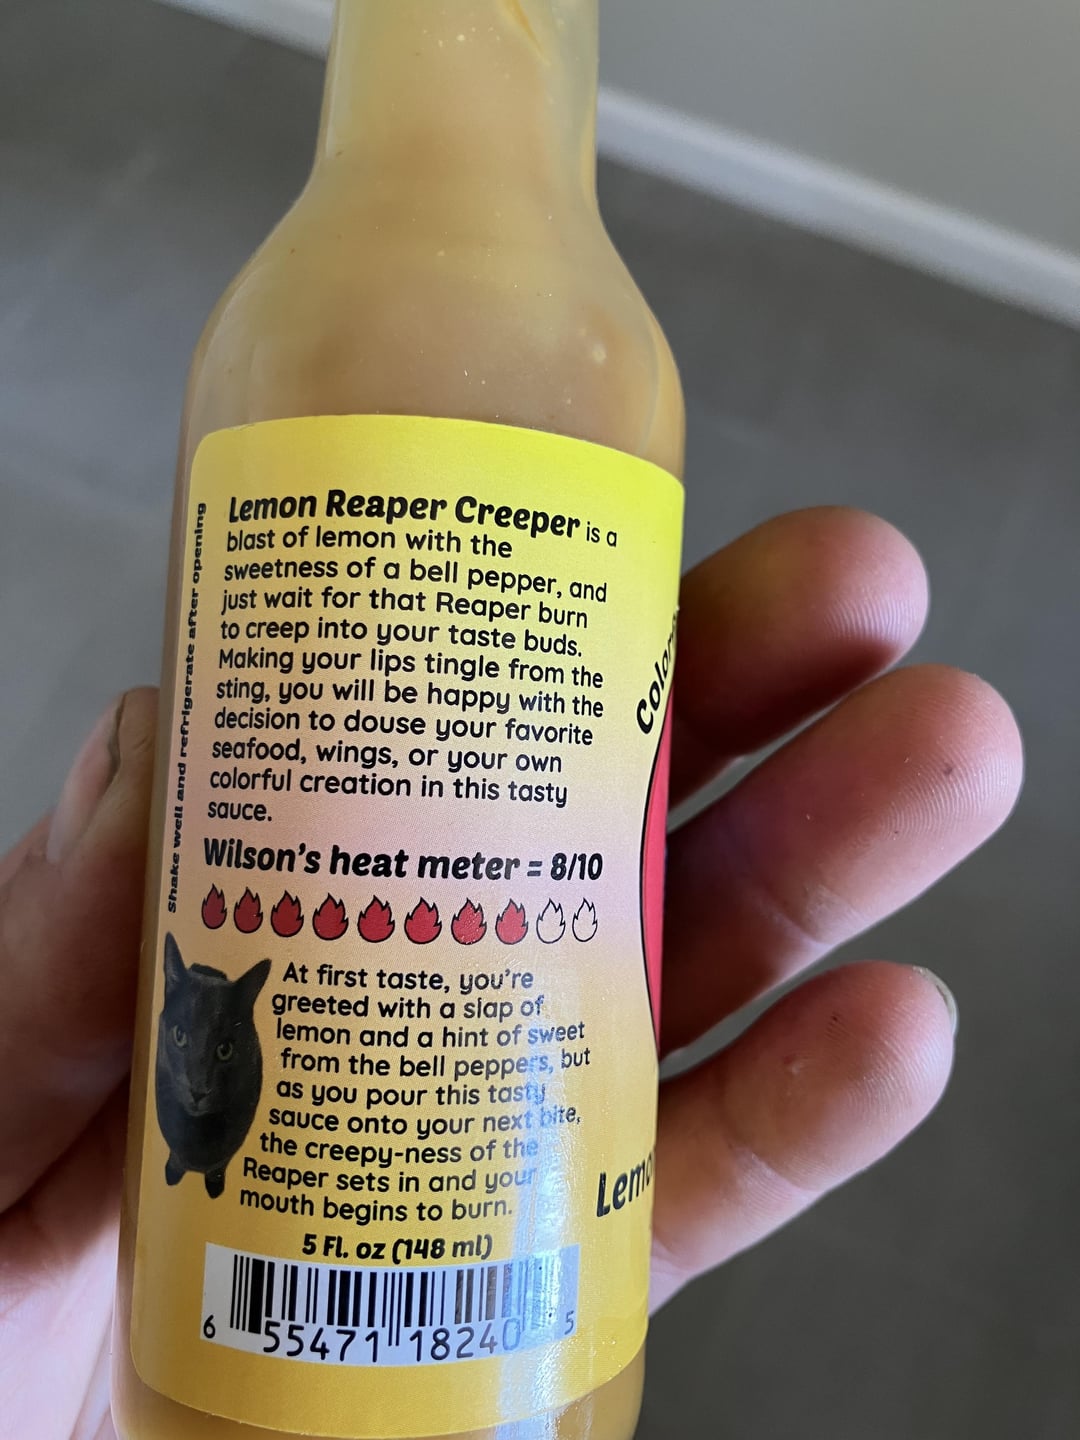 Lemon Reaper Creeper is a
blast of lemon with the
sweetness of a bell pepper, and
just wait for that Reaper burn
to creep into your taste buds.
Making your lips tingle from the
sting, you will be happy with the
decision to douse your favorite
seafood, wings, or your own
colorful creation in this tasty
sauce.
Wilson's heat meter = 8/10
At first taste, you're
greeted with a slap of
lemon and a hint of sweet
from the bell peppers, but
as you pour this tasty
sauce onto your next bite,
the creepy-ness of the
Reaper sets in and your
mouth begins to burn.
5 Fl. oz (148 ml)
6 55471 18240 5
Shake well and refrigerate after opening